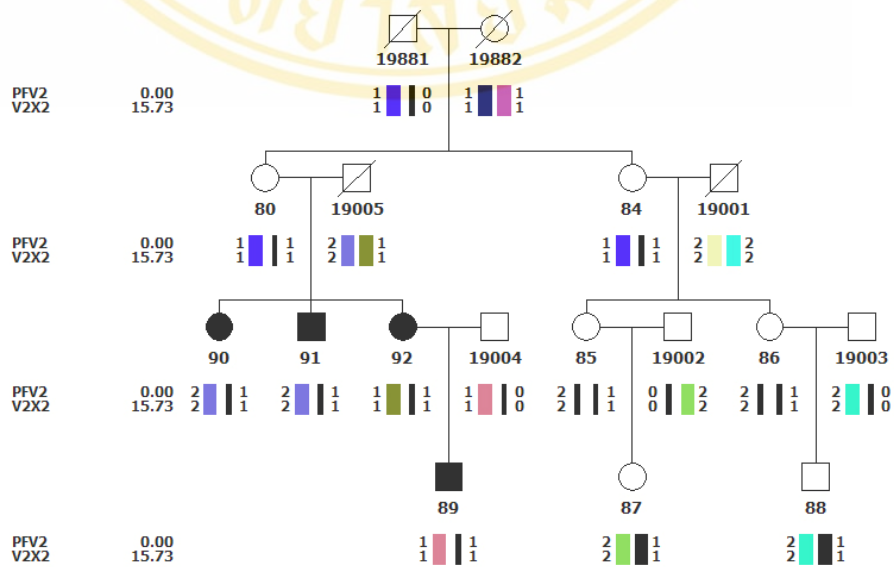 19881 19882
PFV2 0.00 1 0 1 1
V2X2 15.73 1 0 1 1
80 19005 84 19001
PFV2 0.00 1 1 2 1 1 1 2 2
V2X2 15.73 1 1 2 1 1 1 2 2
90 91 92 19004 85 19002 86 19003
PFV2 0.00 2 1 2 1 1 1 1 0 2 1 0 2 2 1 2 0
V2X2 15.73 2 1 2 1 1 1 1 0 2 1 0 2 2 1 2 0
89 87 88
PFV2 0.00 1 1 2 1 2 1
V2X2 15.73 1 1 2 1 2 1